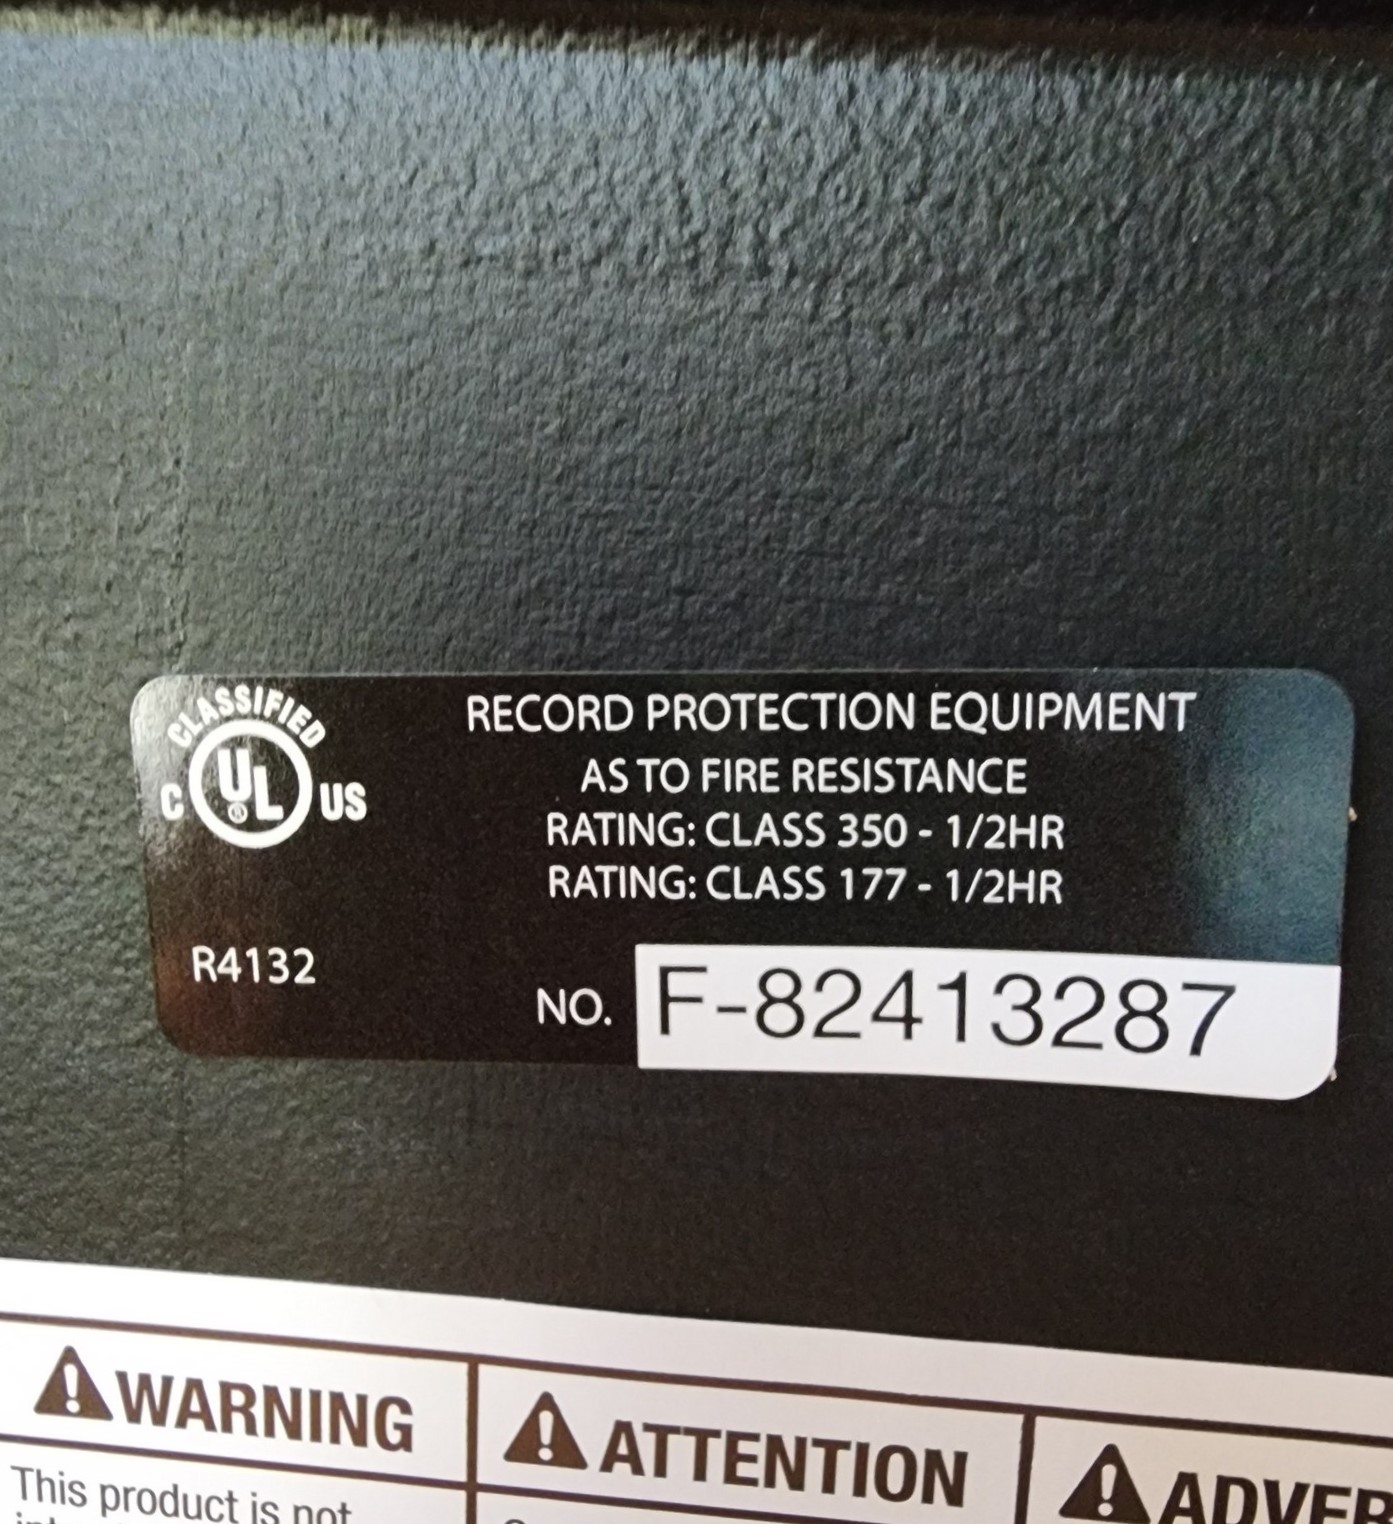 CLASSIFIED
C UL® US
RECORD PROTECTION EQUIPMENT
AS TO FIRE RESISTANCE
RATING: CLASS 350 - 1/2HR
RATING: CLASS 177 - 1/2HR
R4132
NO. F-82413287
WARNING
ATTENTION
ADVER
This product is not